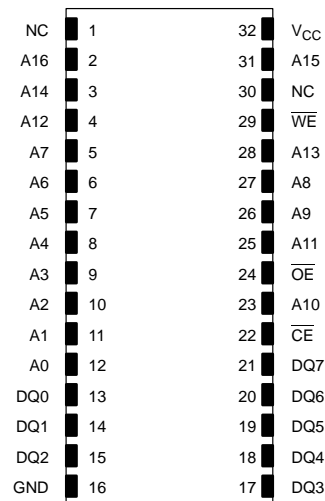 NC 1 32 VCC
A16 2 31 A15
A14 3 30 NC
A12 4 29 W̅E̅
A7 5 28 A13
A6 6 27 A8
A5 7 26 A9
A4 8 25 A11
A3 9 24 O̅E̅
A2 10 23 A10
A1 11 22 C̅E̅
A0 12 21 DQ7
DQ0 13 20 DQ6
DQ1 14 19 DQ5
DQ2 15 18 DQ4
GND 16 17 DQ3